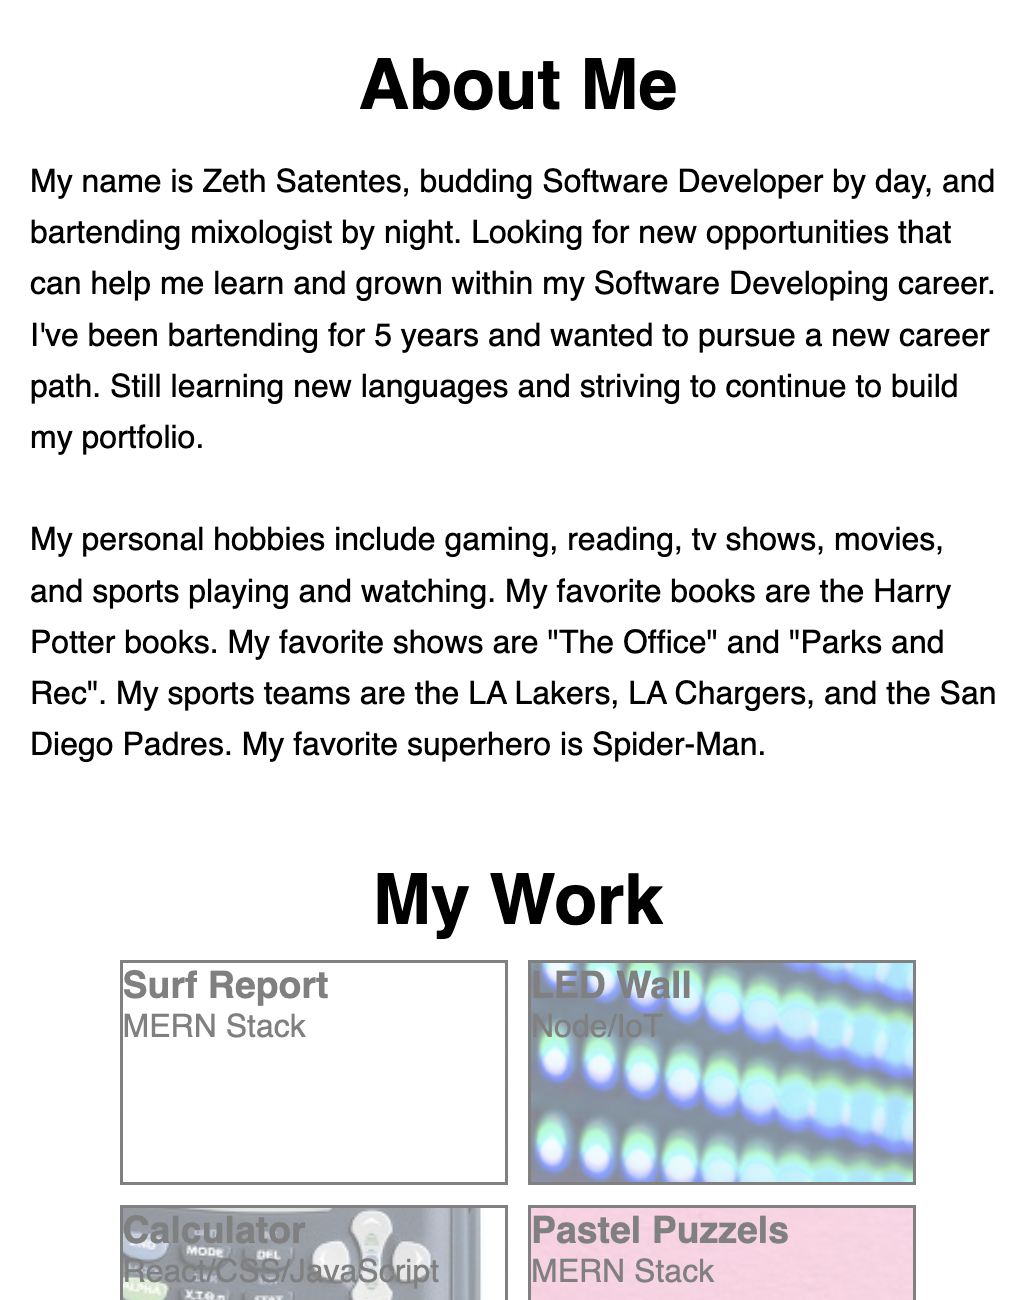 About Me
My name is Zeth Satentes, budding Software Developer by day, and
bartending mixologist by night. Looking for new opportunities that
can help me learn and grown within my Software Developing career.
I've been bartending for 5 years and wanted to pursue a new career
path. Still learning new languages and striving to continue to build
my portfolio.
My personal hobbies include gaming, reading, tv shows, movies,
and sports playing and watching. My favorite books are the Harry
Potter books. My favorite shows are "The Office" and "Parks and
Rec". My sports teams are the LA Lakers, LA Chargers, and the San
Diego Padres. My favorite superhero is Spider-Man.
My Work
Surf Report
MERN Stack
LED Wall
Node/IoT
Calculator
React/CSS/JavaScript
MODE
DEL
ALPHA
Pastel Puzzels
MERN Stack